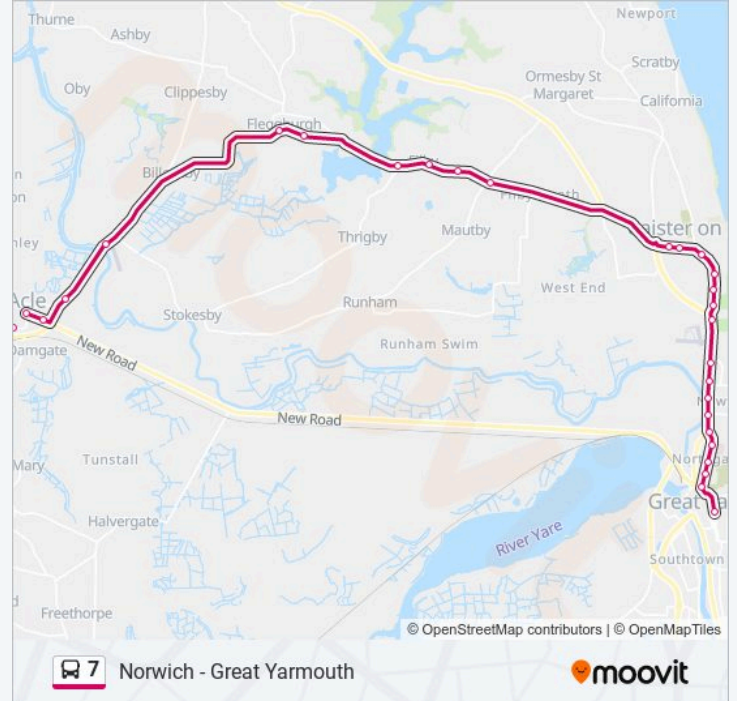 Newport
Thurne
Ashby
Scratby
Ormesby St
Margaret
Oby
Clippesby
California
Thrigby
Mautby
West End
Acle
Stokesby
Runham
Runham Swim
Damgate
New Road
New Road
Mary
Tunstall
Halvergate
River Yare
Southtown
Freethorpe
© OpenStreetMap contributors | © OpenMapTiles
7 Norwich - Great Yarmouth
moovit